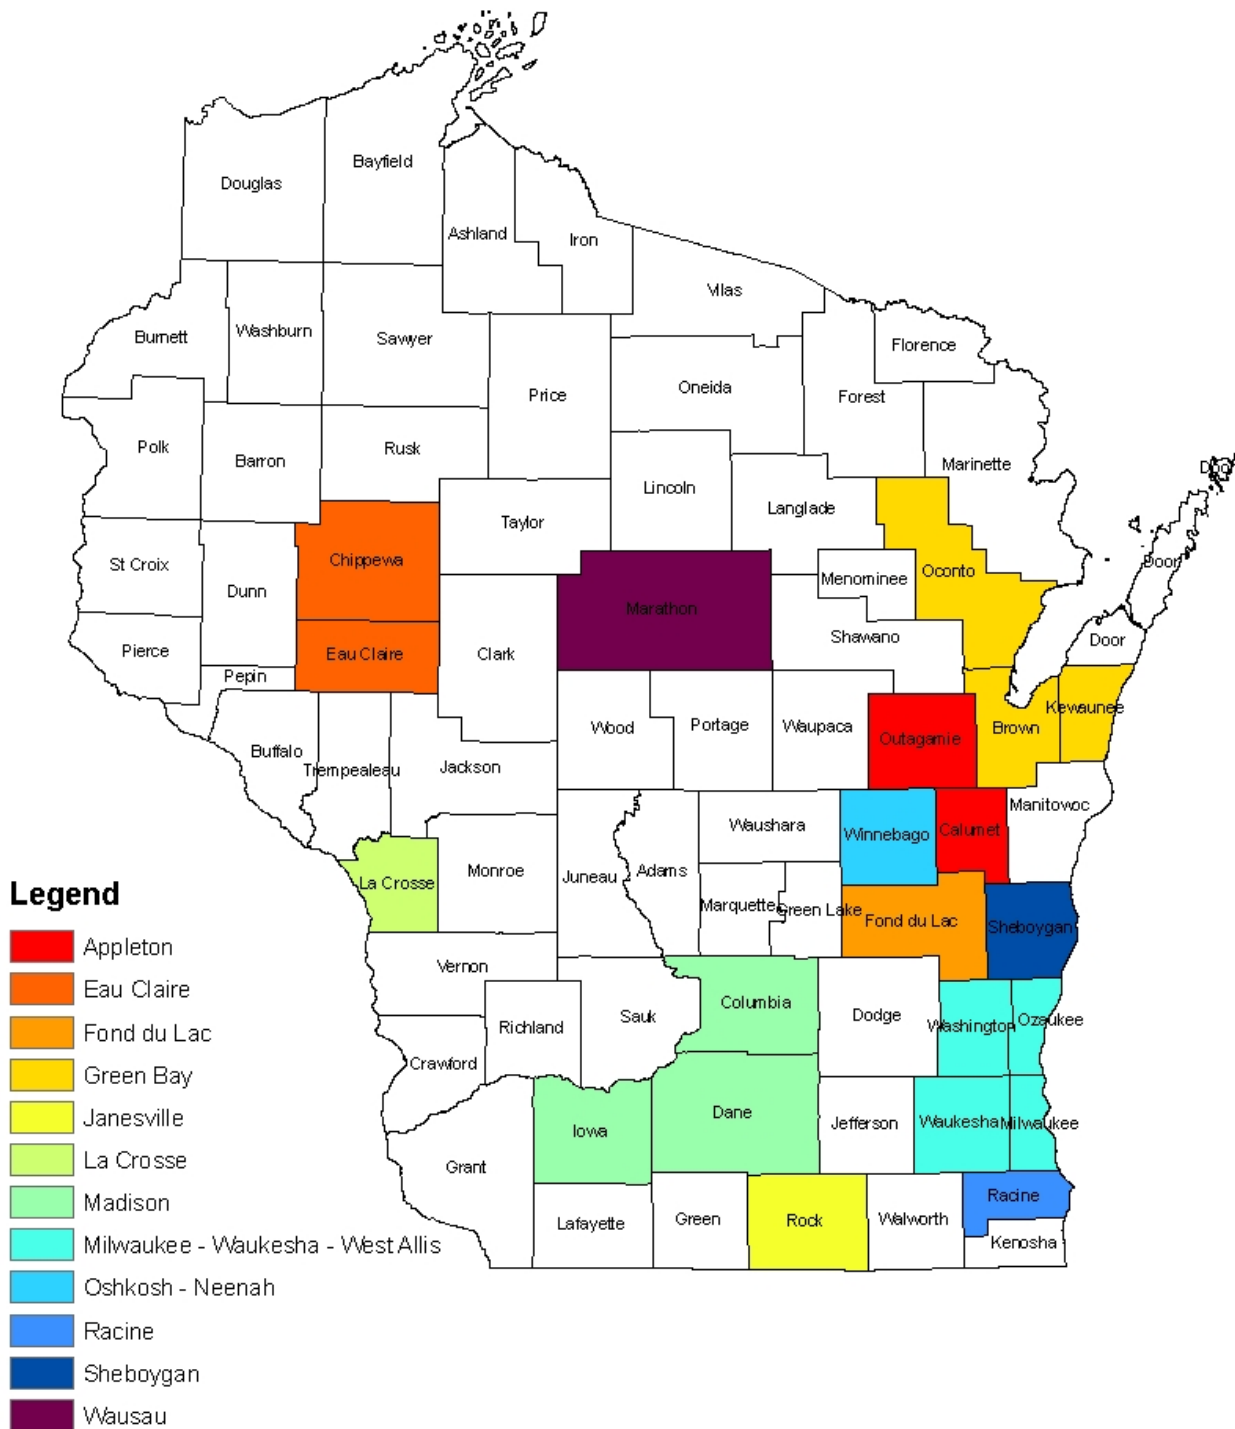 Bayfield
Douglas
Ashland
Iron
Vilas
Burnett
Washburn
Sawyer
Florence
Price
Oneida
Forest
Polk
Barron
Rusk
Marinette
Lincoln
Langlade
Taylor
Chippewa
St Croix
Dunn
Menominee
Oconto
Door
Marathon
Shawano
Door
Pierce
Eau Claire
Clark
Pepin
Kewaunee
Wood
Portage
Waupaca
Outagamie
Brown
Buffalo
Trempealeau
Jackson
Manitowoc
Waushara
Winnebago
Calumet
La Crosse
Monroe
Juneau
Adams
Marquette
Green Lake
Fond du Lac
Sheboygan
Vernon
Columbia
Richland
Sauk
Dodge
Washington
Ozaukee
Crawford
Iowa
Dane
Jefferson
Waukesha
Milwaukee
Grant
Lafayette
Green
Rock
Walworth
Racine
Kenosha
Legend
Appleton
Eau Claire
Fond du Lac
Green Bay
Janesville
La Crosse
Madison
Milwaukee - Waukesha - West Allis
Oshkosh - Neenah
Racine
Sheboygan
Wausau